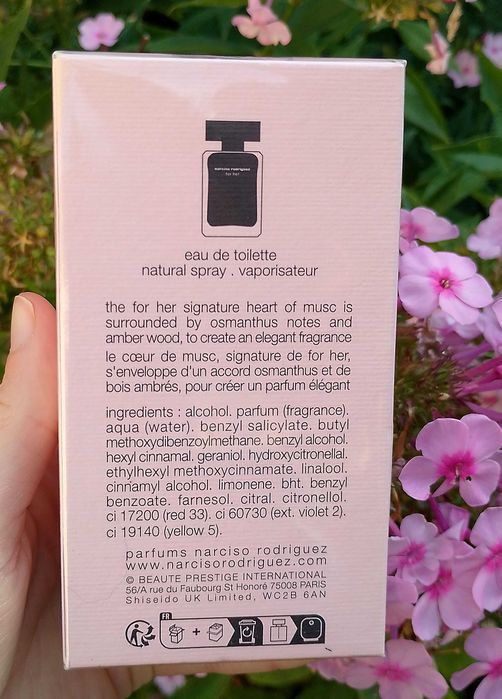 narciso rodriguez
for her
eau de toilette
natural spray . vaporisateur
the for her signature heart of musc is
surrounded by osmanthus notes and
amber wood, to create an elegant fragrance
le cœur de musc, signature de for her,
s'enveloppe d'un accord osmanthus et de
bois ambrés, pour créer un parfum élégant
ingredients : alcohol. parfum (fragrance).
aqua (water). benzyl salicylate. butyl
methoxydibenzoylmethane. benzyl alcohol.
hexyl cinnamal. geraniol. hydroxycitronellal.
ethylhexyl methoxycinnamate. linalool.
cinnamyl alcohol. limonene. bht. benzyl
benzoate. farnesol. citral. citronellol.
ci 17200 (red 33). ci 60730 (ext. violet 2).
ci 19140 (yellow 5).
parfums narciso rodriguez
www.narcisorodriguez.com
© BEAUTE PRESTIGE INTERNATIONAL
56/A rue du Faubourg St Honoré 75008 PARIS
Shiseido UK Limited, WC2B 6AN
FR
+